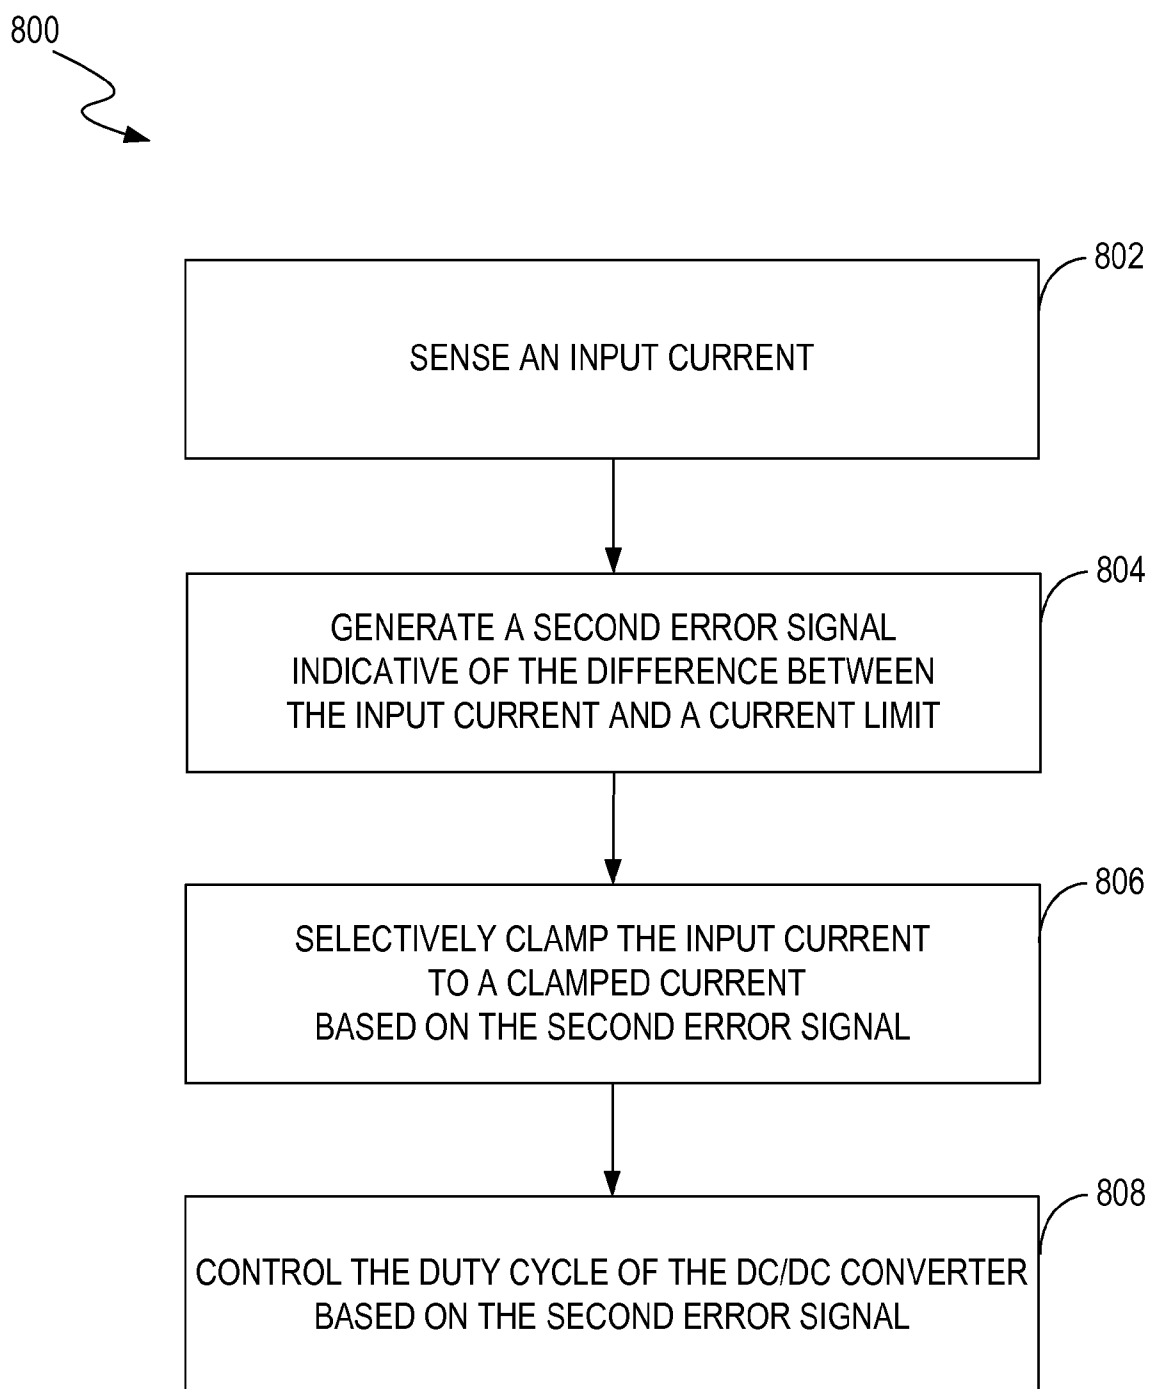 800
802
SENSE AN INPUT CURRENT
804
GENERATE A SECOND ERROR SIGNAL
INDICATIVE OF THE DIFFERENCE BETWEEN
THE INPUT CURRENT AND A CURRENT LIMIT
806
SELECTIVELY CLAMP THE INPUT CURRENT
TO A CLAMPED CURRENT
BASED ON THE SECOND ERROR SIGNAL
808
CONTROL THE DUTY CYCLE OF THE DC/DC CONVERTER
BASED ON THE SECOND ERROR SIGNAL